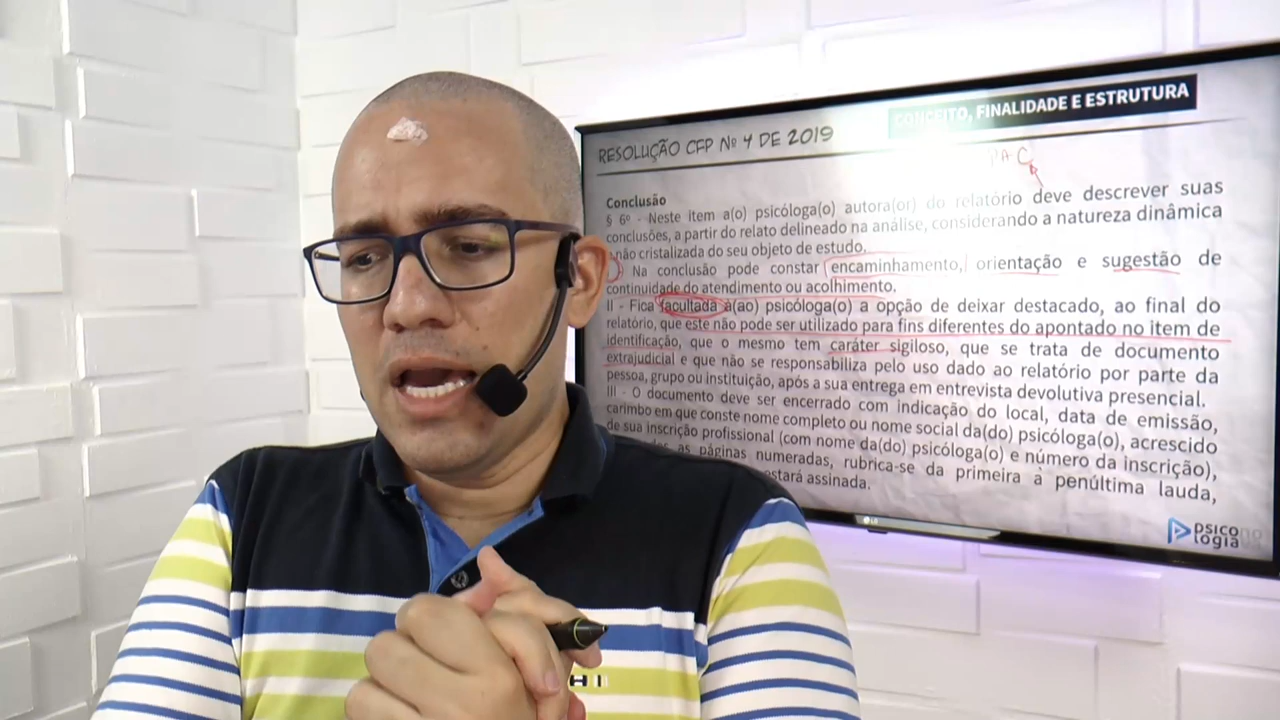 CONCEITO, FINALIDADE E ESTRUTURA
RESOLUÇÃO CFP Nº 4 DE 2019
Conclusão
§ 6º - Neste item a(o) psicóloga(o) autora(or) do relatório deve descrever suas
conclusões, a partir do relato delineado na análise, considerando a natureza dinâmica
não cristalizada do seu objeto de estudo.
Na conclusão pode constar encaminhamento, orientação e sugestão de
continuidade do atendimento ou acolhimento.
II - Fica facultada a(ao) psicóloga(o) a opção de deixar destacado, ao final do
relatório, que este não pode ser utilizado para fins diferentes do apontado no item de
identificação, que o mesmo tem caráter sigiloso, que se trata de documento
extrajudicial e que não se responsabiliza pelo uso dado ao relatório por parte da
pessoa, grupo ou instituição, após a sua entrega em entrevista devolutiva presencial.
III - O documento deve ser encerrado com indicação do local, data de emissão,
carimbo em que conste nome completo ou nome social da(do) psicóloga(o), acrescido
de sua inscrição profissional (com nome da(do) psicóloga(o) e número da inscrição),
as páginas numeradas, rubrica-se da primeira à penúltima lauda,
estará assinada.
LG
PSICO
logia
HI